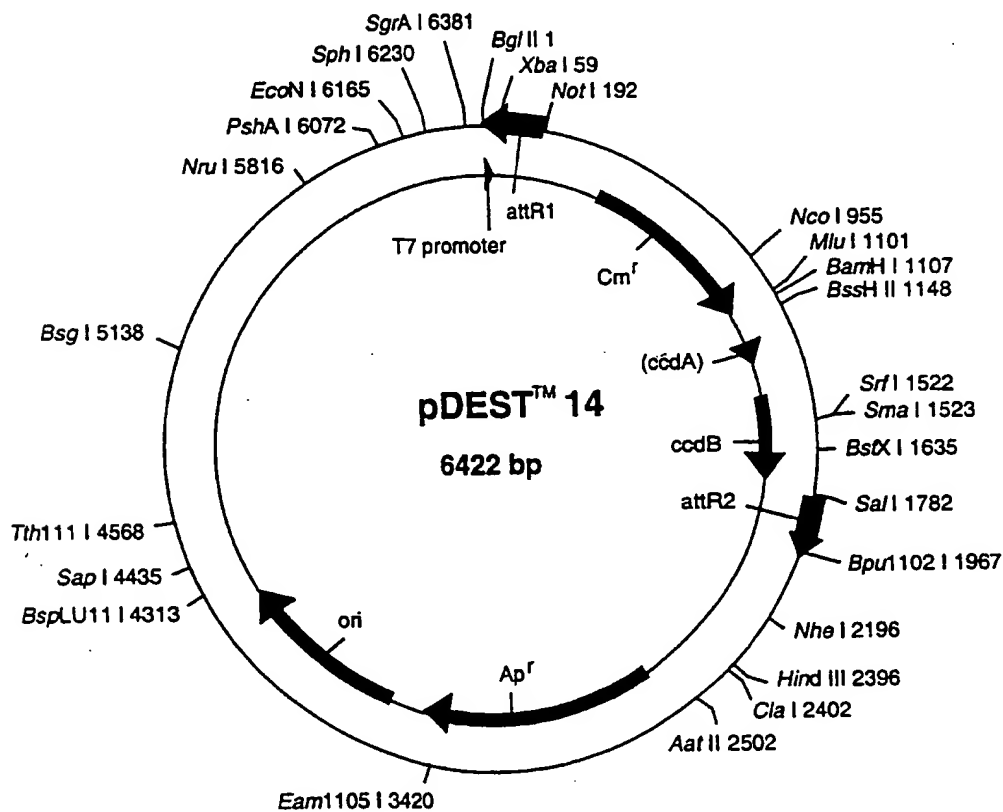 SgrA I 6381
Sph I 6230
EcoN I 6165
PshA I 6072
Nru I 5816
Bgl II 1
Xba I 59
Not I 192
attR1
T7 promoter
Cmʳ
Nco I 955
Mlu I 1101
BamH I 1107
BssH II 1148
(ccdA)
Bsg I 5138
pDEST™ 14
6422 bp
Srf I 1522
Sma I 1523
ccdB
BstX I 1635
attR2
Sal I 1782
Bpu1102 I 1967
Tth111 I 4568
Sap I 4435
BspLU11 I 4313
ori
Apʳ
Nhe I 2196
Hind III 2396
Cla I 2402
Aat II 2502
Eam1105 I 3420